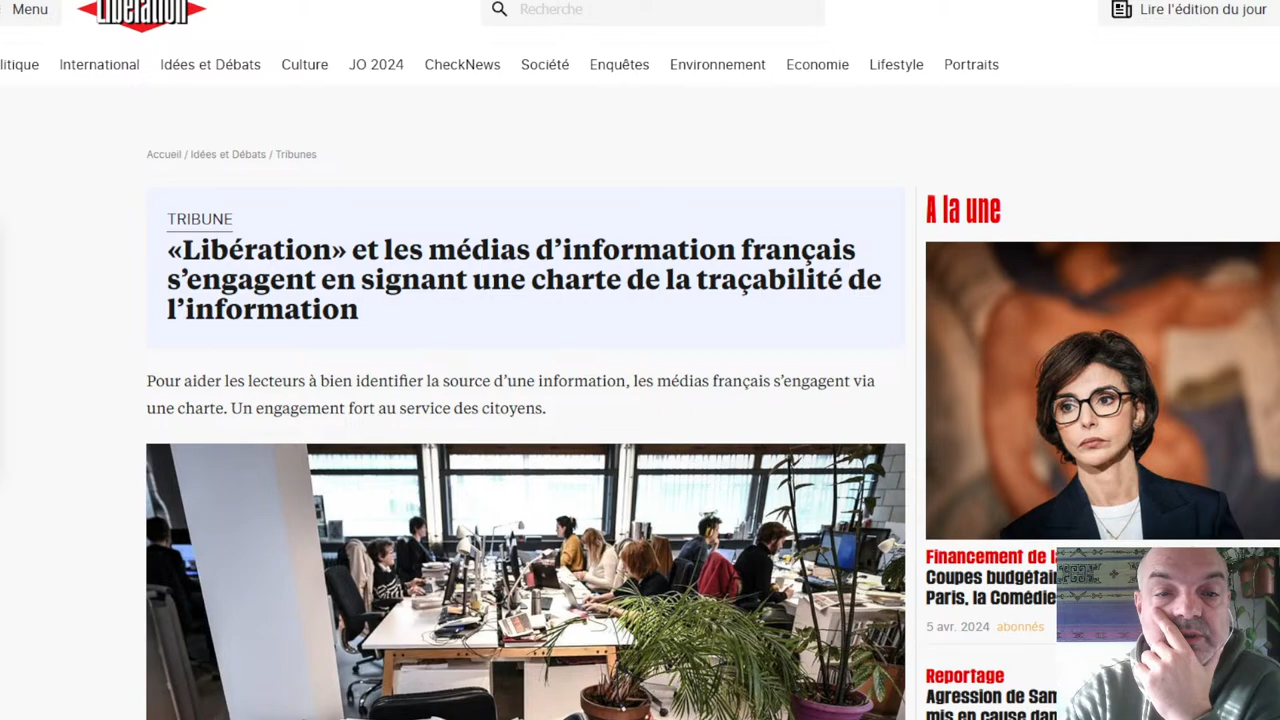 Menu
Libération
Recherche
Lire l'édition du jour
litique International Idées et Débats Culture JO 2024 CheckNews Société Enquêtes Environnement Economie Lifestyle Portraits
Accueil / Idées et Débats / Tribunes
TRIBUNE
«Libération» et les médias d’information français
s’engagent en signant une charte de la traçabilité de
l’information
Pour aider les lecteurs à bien identifier la source d’une information, les médias français s’engagent via
une charte. Un engagement fort au service des citoyens.
A la une
Financement de l
Coupes budgétai
Paris, la Comédie
5 avr. 2024 abonnés
Reportage
Agression de Sam
mis en cause dan